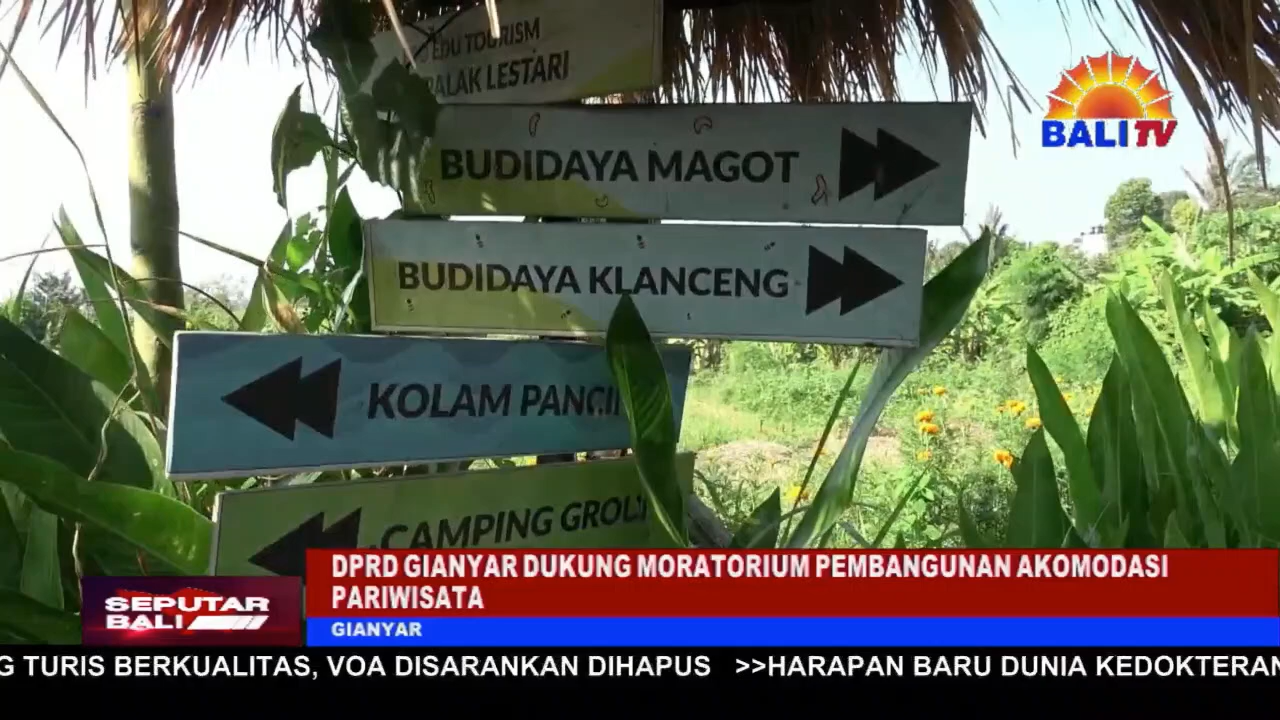 EDU TOURISM
PALAK LESTARI
BUDIDAYA MAGOT
BUDIDAYA KLANCENG
KOLAM PANCI
CAMPING GROU
BALI TV
DPRD GIANYAR DUKUNG MORATORIUM PEMBANGUNAN AKOMODASI
PARIWISATA
SEPUTAR
BALI
GIANYAR
G TURIS BERKUALITAS, VOA DISARANKAN DIHAPUS >>HARAPAN BARU DUNIA KEDOKTERAN